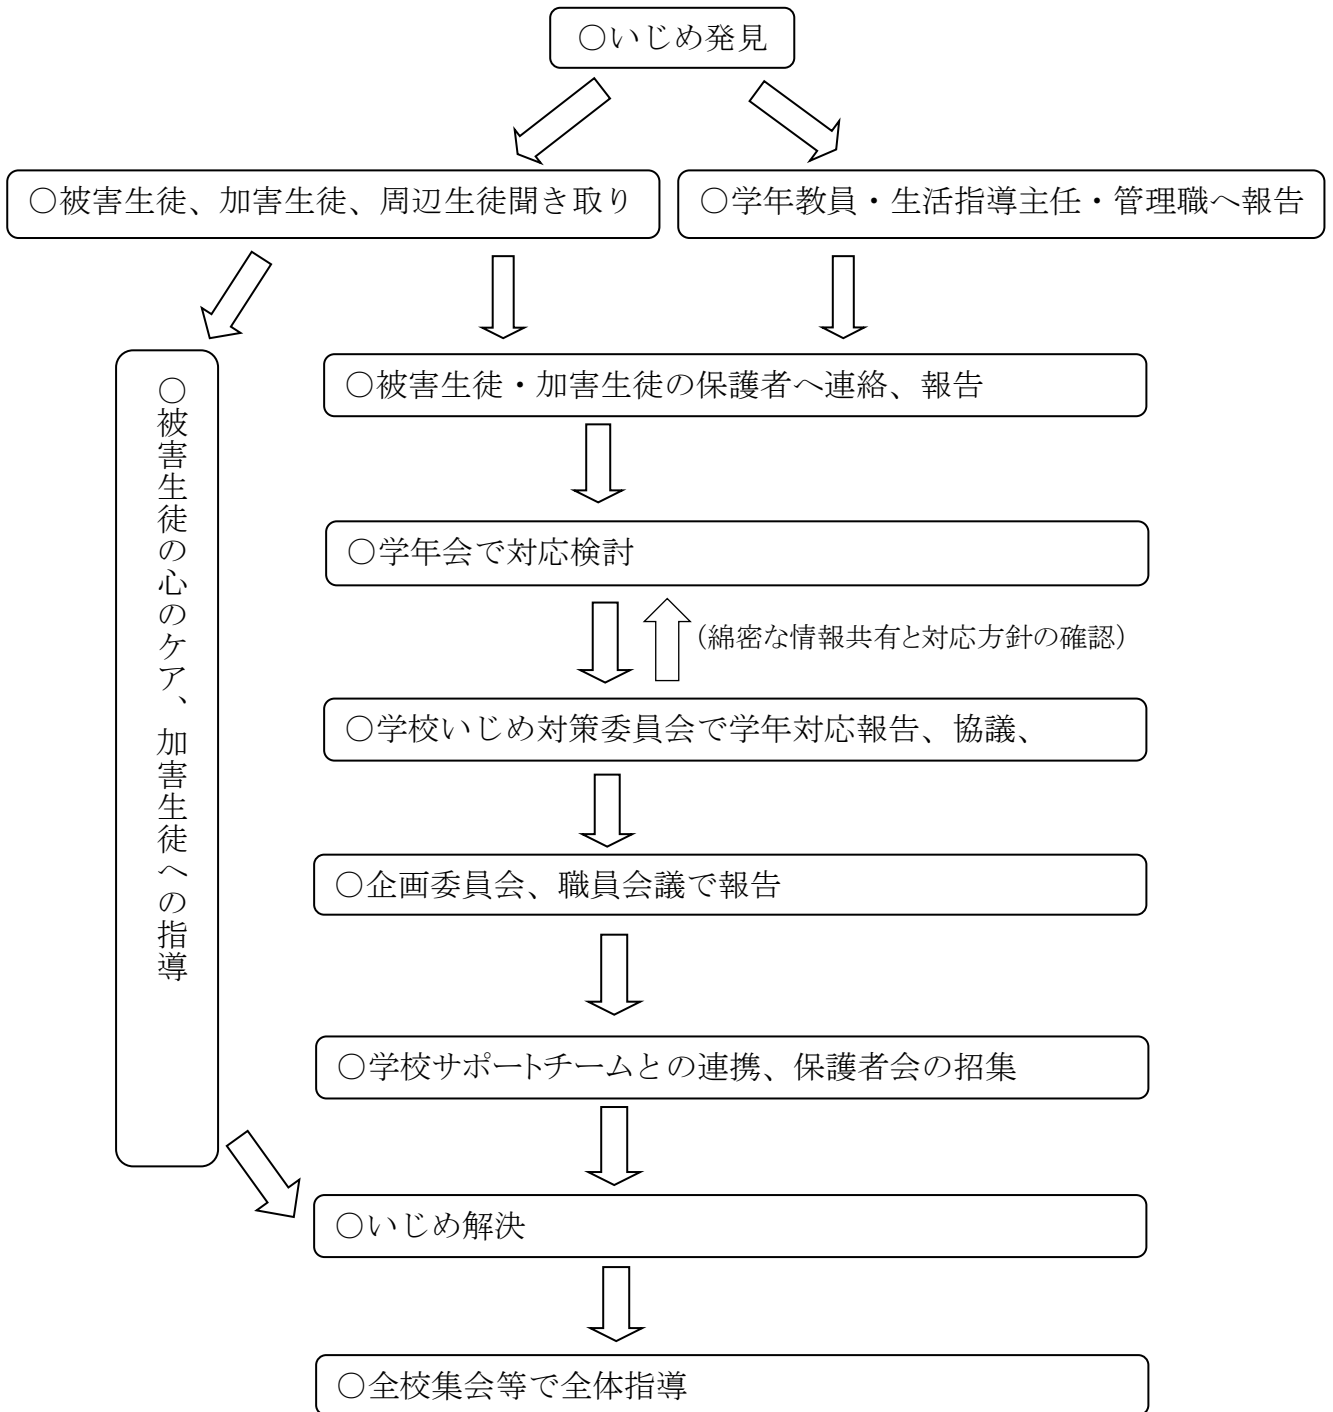 ○いじめ発見
○被害生徒、加害生徒、周辺生徒聞き取り
○学年教員・生活指導主任・管理職へ報告
○被害生徒の心のケア、加害生徒への指導
○被害生徒・加害生徒の保護者へ連絡、報告
○学年会で対応検討
(綿密な情報共有と対応方針の確認)
○学校いじめ対策委員会で学年対応報告、協議、
○企画委員会、職員会議で報告
○学校サポートチームとの連携、保護者会の招集
○いじめ解決
○全校集会等で全体指導